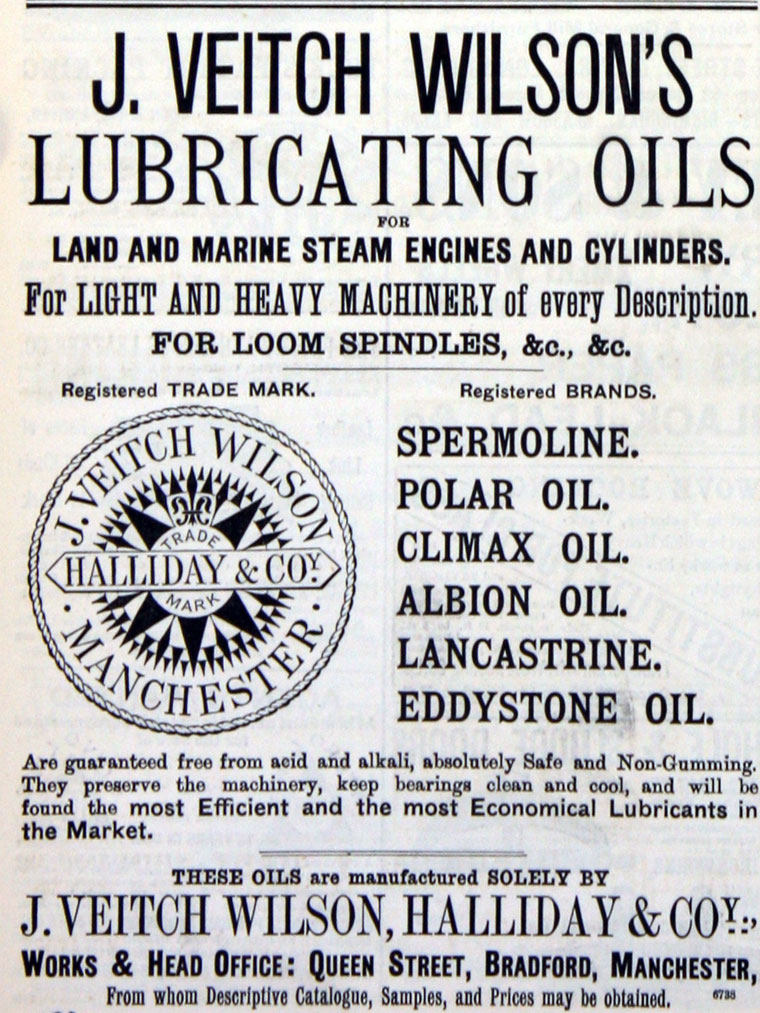 J. VEITCH WILSON'S
LUBRICATING OILS
FOR
LAND AND MARINE STEAM ENGINES AND CYLINDERS.
For LIGHT AND HEAVY MACHINERY of every Description.
FOR LOOM SPINDLES, &c., &c.
Registered TRADE MARK.
J. VEITCH WILSON
TRADE
HALLIDAY & COY.
MARK
· MANCHESTER ·
Registered BRANDS.
SPERMOLINE.
POLAR OIL.
CLIMAX OIL.
ALBION OIL.
LANCASTRINE.
EDDYSTONE OIL.
Are guaranteed free from acid and alkali, absolutely Safe and Non-Gumming.
They preserve the machinery, keep bearings clean and cool, and will be
found the most Efficient and the most Economical Lubricants in
the Market.
THESE OILS are manufactured SOLELY BY
J. VEITCH WILSON, HALLIDAY & COY.,
WORKS & HEAD OFFICE: QUEEN STREET, BRADFORD, MANCHESTER,
From whom Descriptive Catalogue, Samples, and Prices may be obtained. 6738